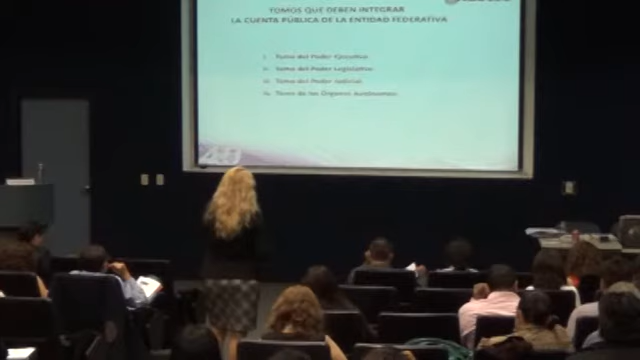 TOMOS QUE DEBEN INTEGRAR
LA CUENTA PÚBLICA DE LA ENTIDAD FEDERATIVA
i. Tomo del Poder Ejecutivo
ii. Tomo del Poder Legislativo
iii. Tomo del Poder Judicial
iv. Tomo de los Órganos Autónomos
40